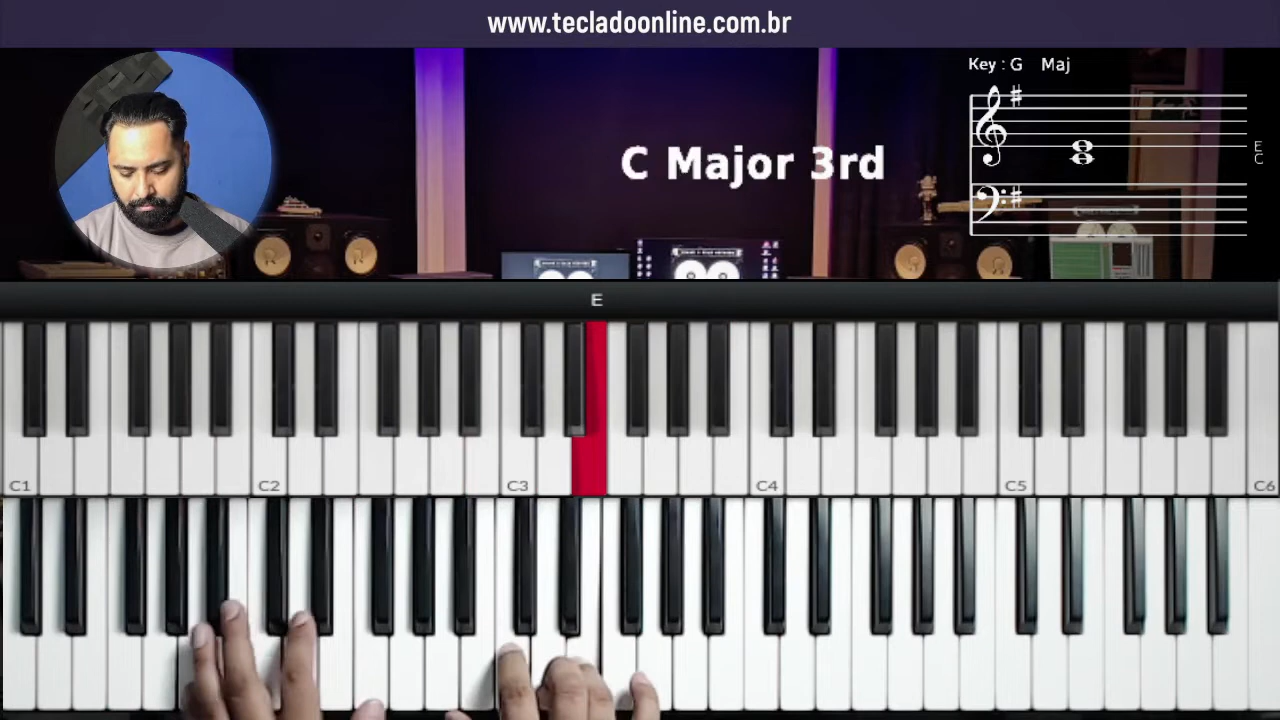 www.tecladoonline.com.br
Key : G Maj
C Major 3rd
E
C
E
C1 C2 C3 C4 C5 C6